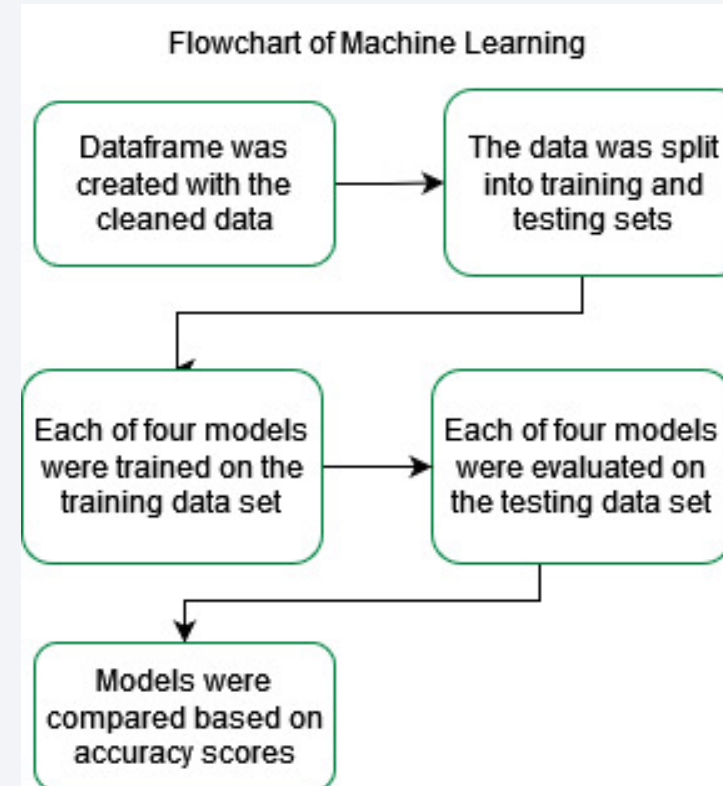 Flowchart of Machine Learning
Dataframe was
created with the
cleaned data
The data was split
into training and
testing sets
Each of four models
were trained on the
training data set
Each of four models
were evaluated on
the testing data set
Models were
compared based on
accuracy scores